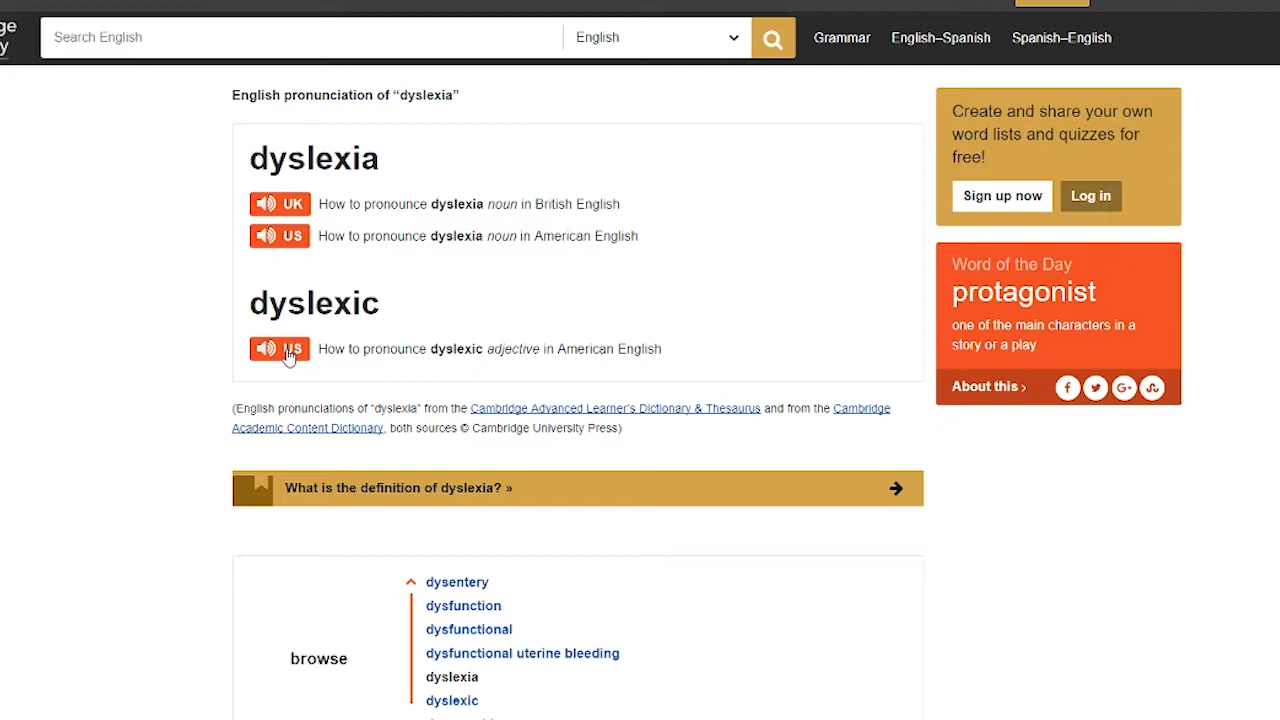 ge
y
Search English
English
Grammar
English–Spanish
Spanish–English
English pronunciation of “dyslexia”
dyslexia
UK How to pronounce dyslexia noun in British English
US How to pronounce dyslexia noun in American English
dyslexic
US How to pronounce dyslexic adjective in American English
(English pronunciations of “dyslexia” from the Cambridge Advanced Learner's Dictionary & Thesaurus and from the Cambridge
Academic Content Dictionary, both sources © Cambridge University Press)
What is the definition of dyslexia? »
browse
dysentery
dysfunction
dysfunctional
dysfunctional uterine bleeding
dyslexia
dyslexic
Create and share your own
word lists and quizzes for
free!
Sign up now
Log in
Word of the Day
protagonist
one of the main characters in a
story or a play
About this ›